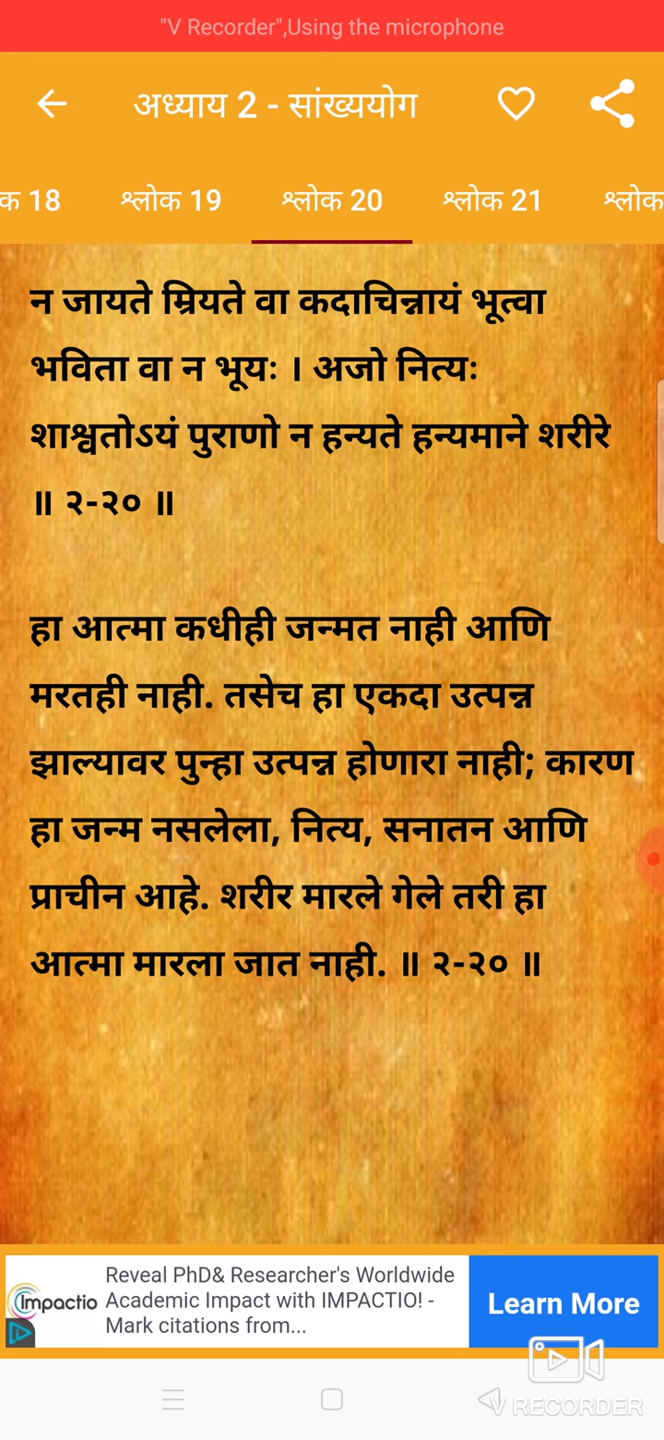 "V Recorder",Using the microphone
अध्याय 2 - सांख्ययोग
क 18 श्लोक 19 श्लोक 20 श्लोक 21 श्लोक
न जायते म्रियते वा कदाचिन्नायं भूत्वा
भविता वा न भूयः । अजो नित्यः
शाश्वतोऽयं पुराणो न हन्यते हन्यमाने शरीरे
॥ २-२० ॥
हा आत्मा कधीही जन्मत नाही आणि
मरतही नाही. तसेच हा एकदा उत्पन्न
झाल्यावर पुन्हा उत्पन्न होणारा नाही; कारण
हा जन्म नसलेला, नित्य, सनातन आणि
प्राचीन आहे. शरीर मारले गेले तरी हा
आत्मा मारला जात नाही. ॥ २-२० ॥
Impactio
Reveal PhD& Researcher's Worldwide
Academic Impact with IMPACTIO! -
Mark citations from...
Learn More
V RECORDER